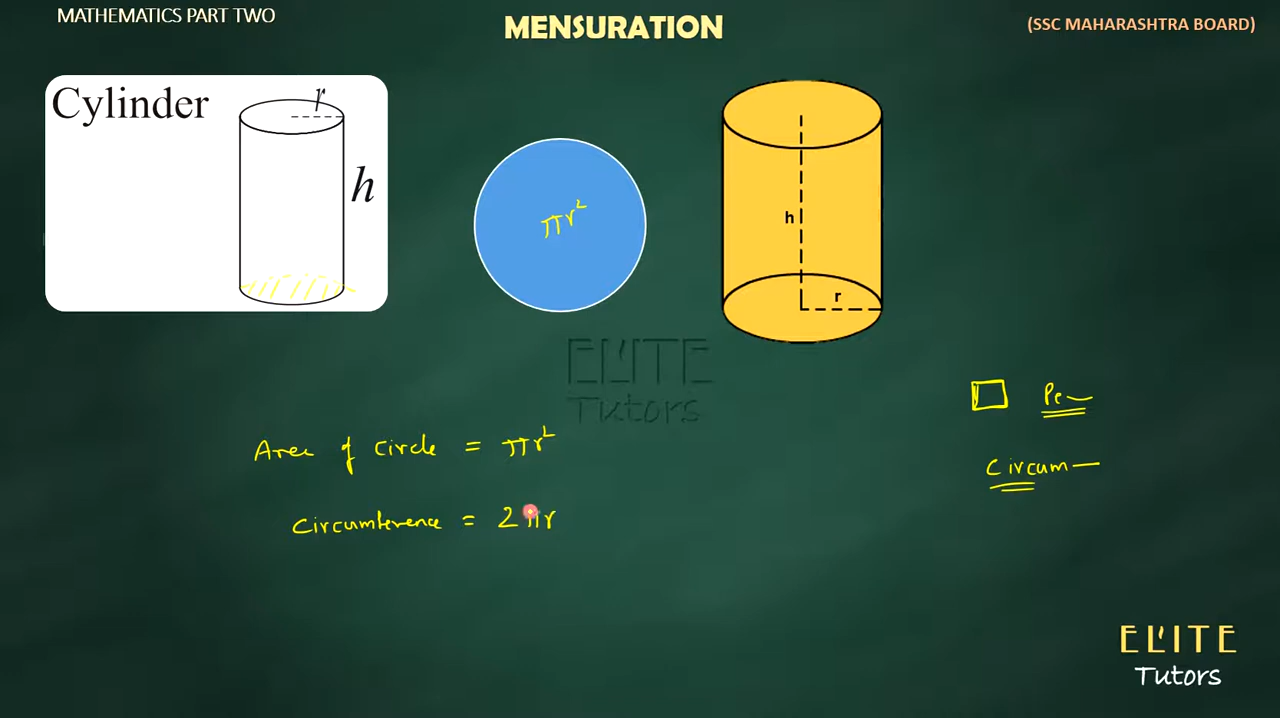 MATHEMATICS PART TWO
MENSURATION
(SSC MAHARASHTRA BOARD)
Cylinder
r
h
πr²
h
r
ELITE
Tutors
Pe
Circum
Area of circle = πr²
Circumference = 2πr
ELITE
Tutors